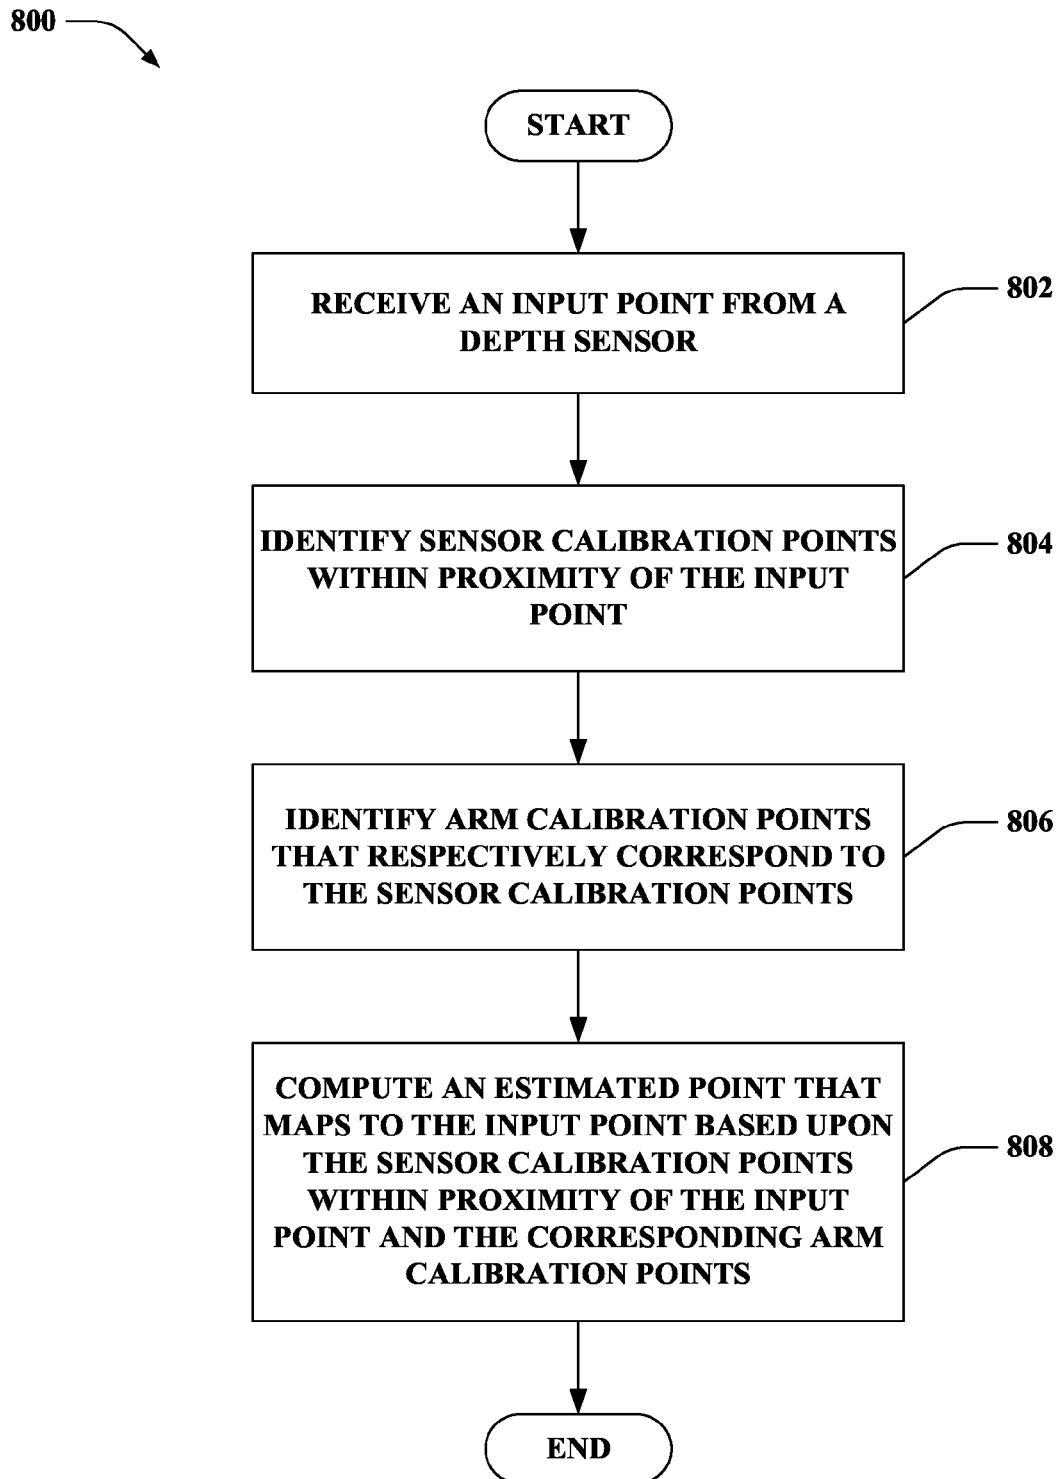 800
START
RECEIVE AN INPUT POINT FROM A
DEPTH SENSOR
802
IDENTIFY SENSOR CALIBRATION POINTS
WITHIN PROXIMITY OF THE INPUT
POINT
804
IDENTIFY ARM CALIBRATION POINTS
THAT RESPECTIVELY CORRESPOND TO
THE SENSOR CALIBRATION POINTS
806
COMPUTE AN ESTIMATED POINT THAT
MAPS TO THE INPUT POINT BASED UPON
THE SENSOR CALIBRATION POINTS
WITHIN PROXIMITY OF THE INPUT
POINT AND THE CORRESPONDING ARM
CALIBRATION POINTS
808
END